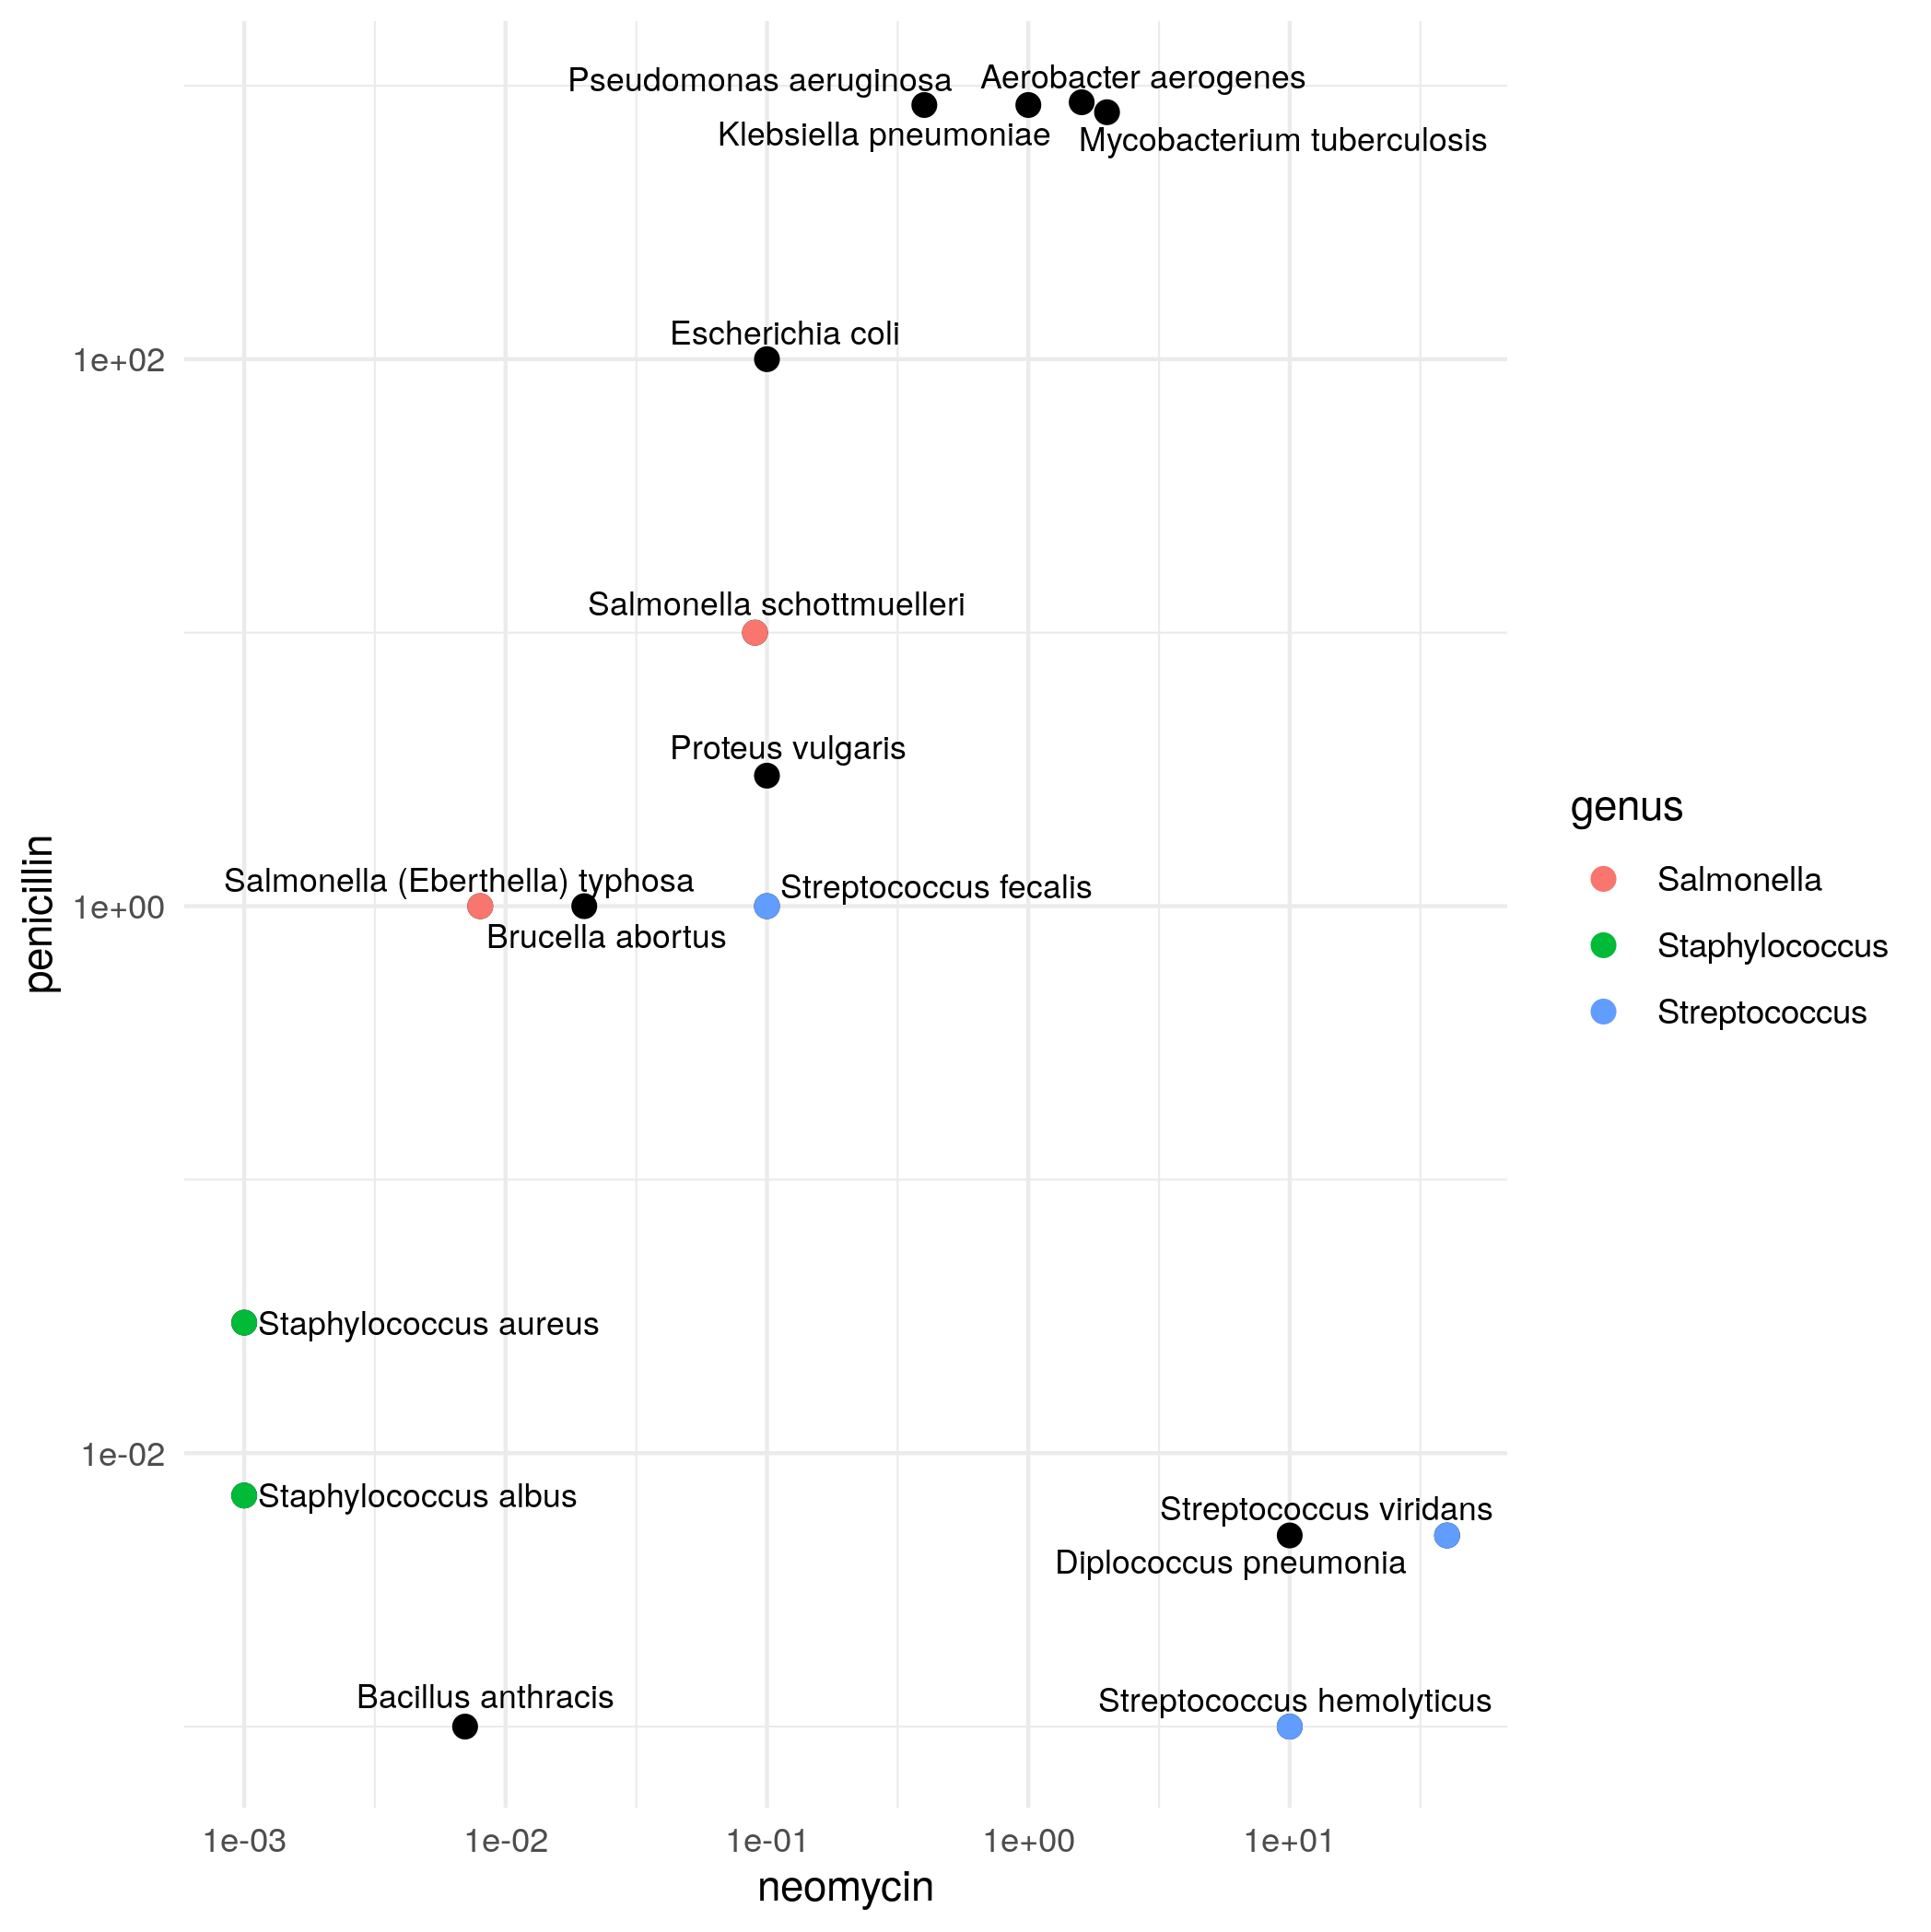 Pseudomonas aeruginosa
Aerobacter aerogenes
Klebsiella pneumoniae
Mycobacterium tuberculosis
Escherichia coli
1e+02
Salmonella schottmuelleri
Proteus vulgaris
Salmonella (Eberthella) typhosa
Streptococcus fecalis
1e+00
Brucella abortus
penicillin
genus
Salmonella
Staphylococcus
Streptococcus
Staphylococcus aureus
1e-02
Staphylococcus albus
Streptococcus viridans
Diplococcus pneumonia
Bacillus anthracis
Streptococcus hemolyticus
1e-03
1e-02
1e-01
1e+00
1e+01
neomycin